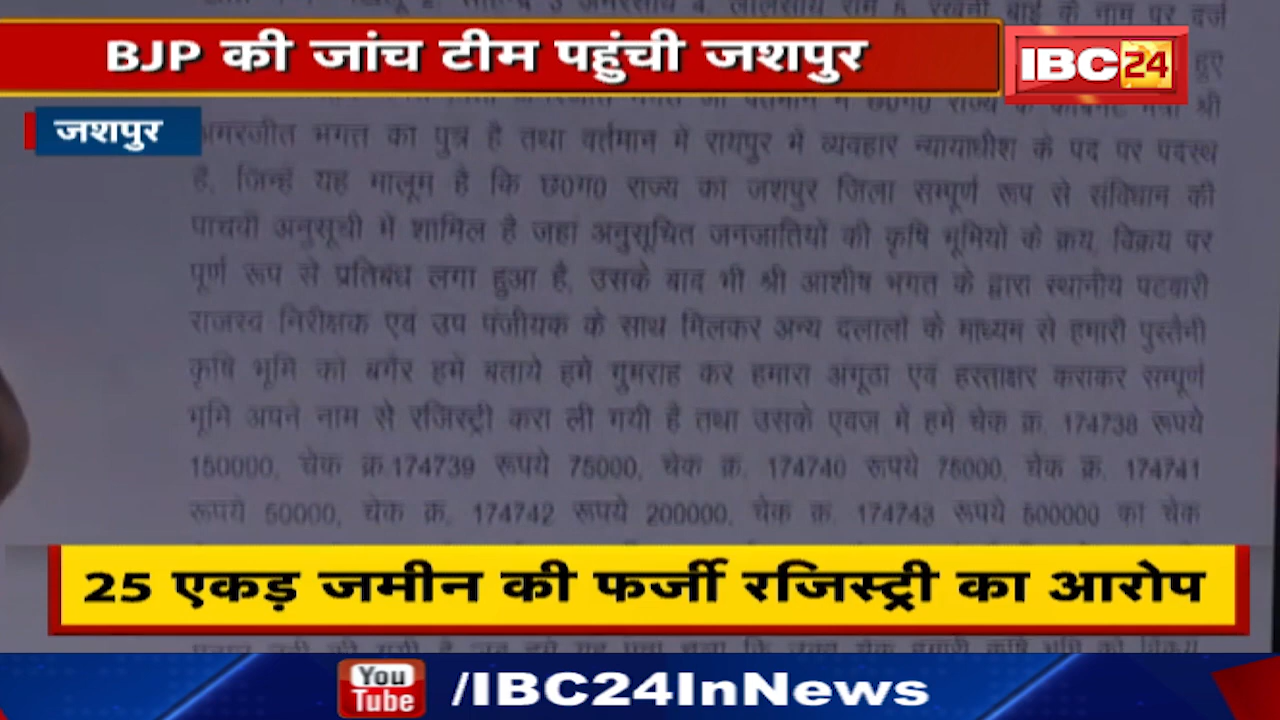 BJP की जांच टीम पहुंची जशपुर
IBC 24
जशपुर
अमरजीत भगत का पुत्र है तथा वर्तमान में रायपुर में व्यवहार न्यायाधीश के पद पर पदस्थ
है, जिन्हें यह मालूम है कि छ0ग0 राज्य का जशपुर जिला सम्पूर्ण रूप से संविधान की
पाचवी अनुसूची में शामिल है जहां अनुसूचित जनजातियों की कृषि भूमियों के क्रय, विक्रय पर
पूर्ण रूप से प्रतिबंध लगा हुआ है, उसके बाद भी श्री आशीष भगत के द्वारा स्थानीय पटवारी
राजस्व निरीक्षक एवं उप पंजीयक के साथ मिलकर अन्य दलालों के माध्यम से हमारी पुस्तैनी
कृषि भूमि को बगैर हमें बताये हमें गुमराह कर हमारा अंगूठा एवं हस्ताक्षर कराकर सम्पूर्ण
भूमि अपने नाम से रजिस्ट्री करा ली गयी है तथा उसके एवज में हमें चेक क्र. 174738 रूपये
150000, चेक क्र.174739 रूपये 75000, चेक क्र. 174740 रूपये 75000, चेक क्र. 174741
रूपये 50000, चेक क्र. 174742 रूपये 200000, चेक क्र. 174743 रूपये 500000 का चेक
25 एकड़ जमीन की फर्जी रजिस्ट्री का आरोप
You Tube /IBC24InNews